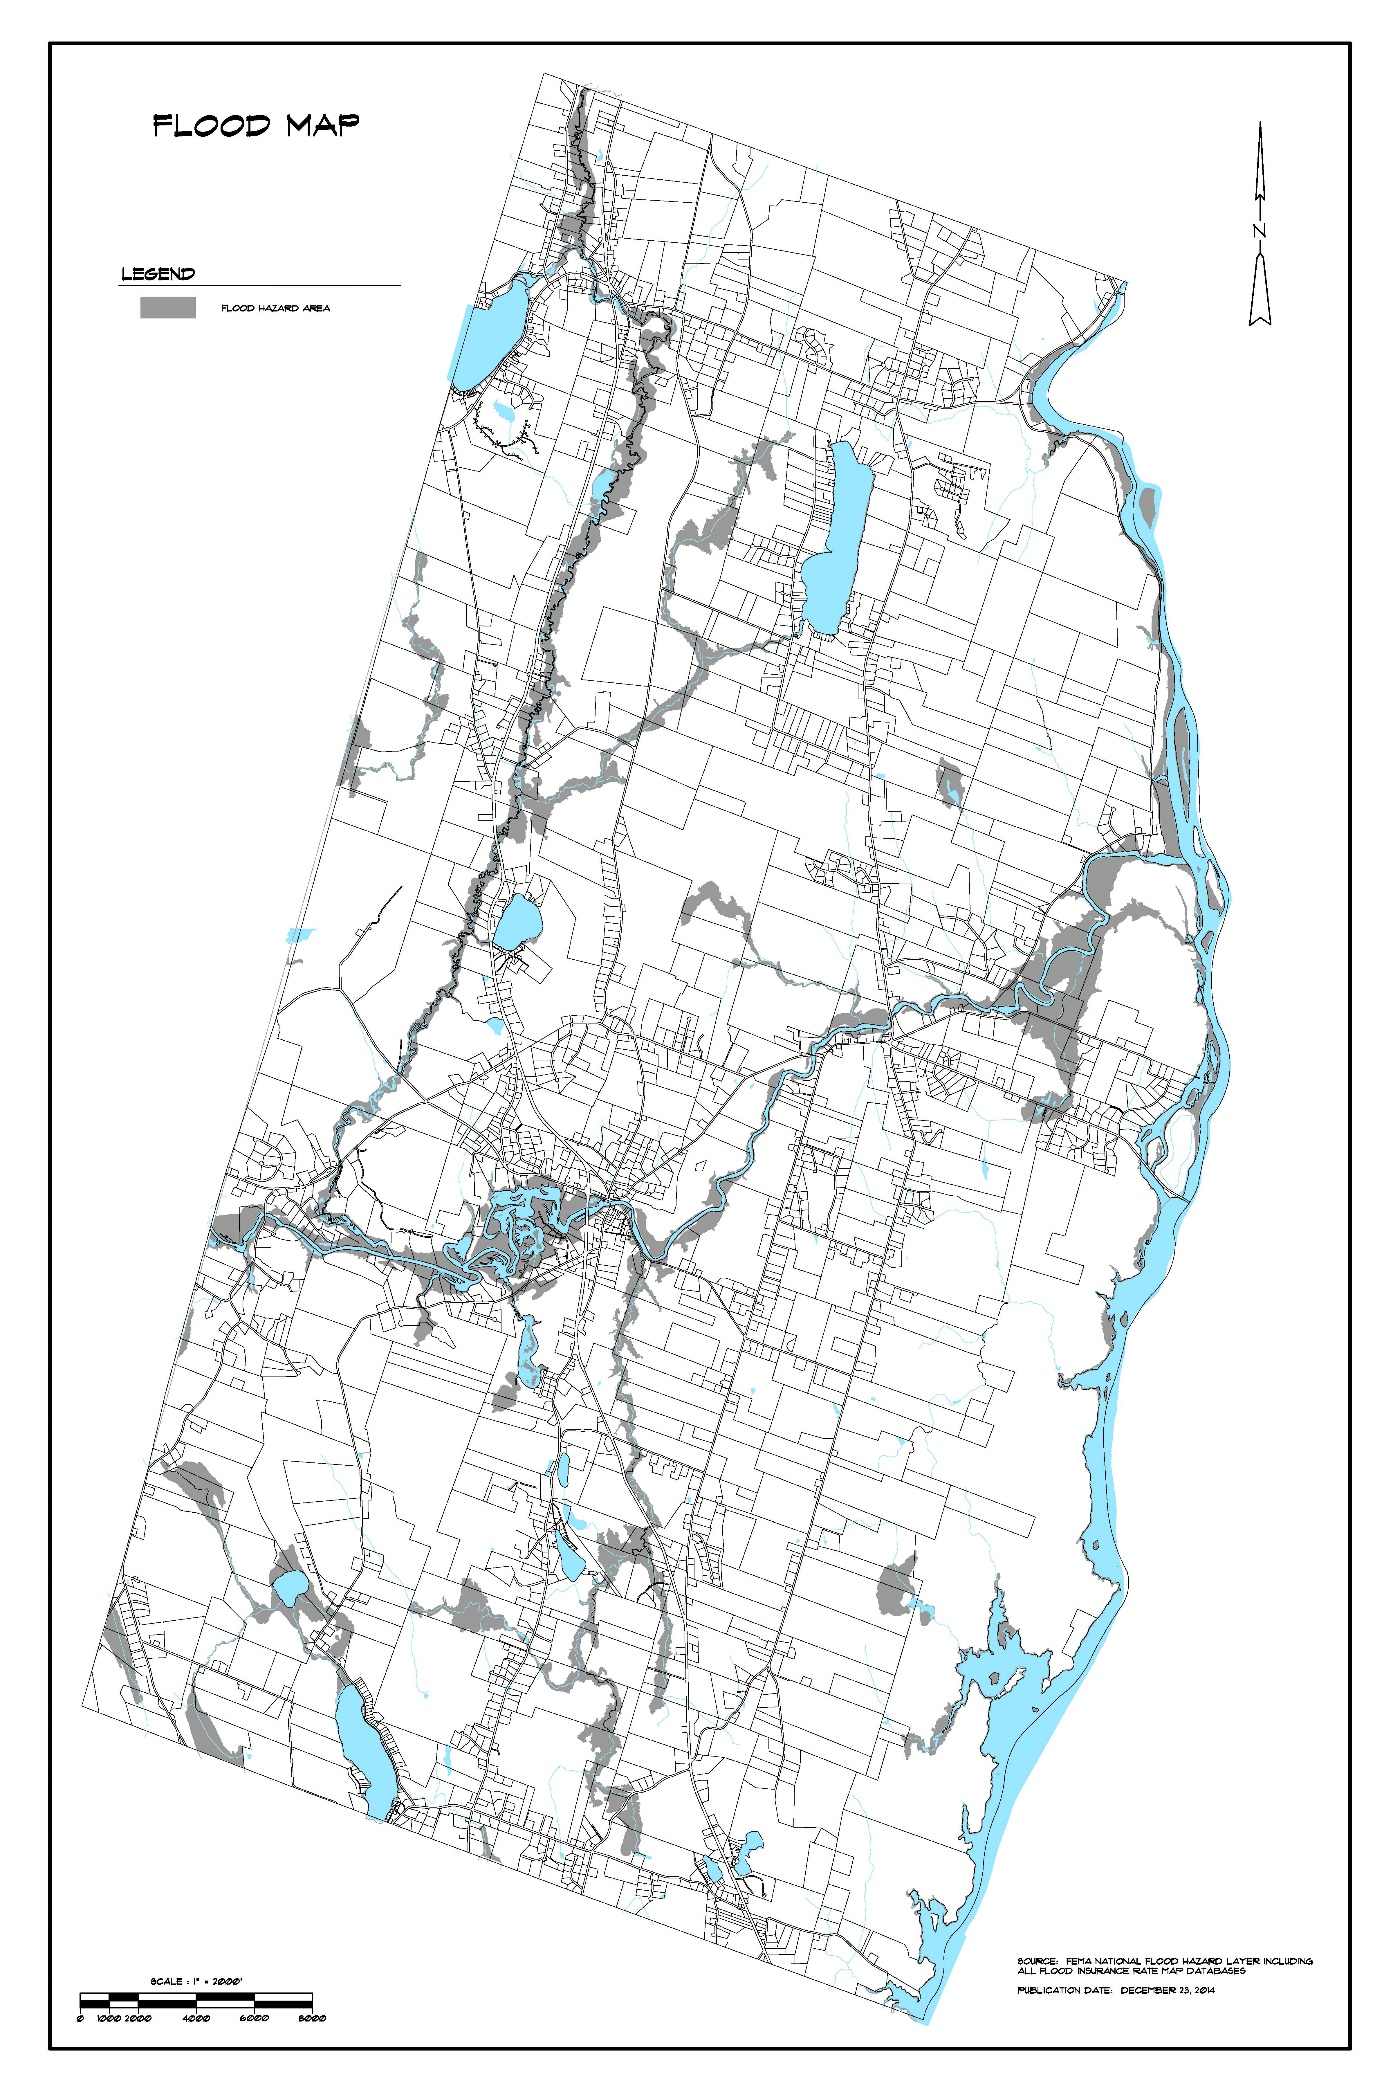 FLOOD MAP
LEGEND
FLOOD HAZARD AREA
N
SCALE : 1" = 2000'
0 1000 2000 4000 6000 8000
SOURCE: FEMA NATIONAL FLOOD HAZARD LAYER INCLUDING
ALL FLOOD INSURANCE RATE MAP DATABASES
PUBLICATION DATE: DECEMBER 23, 2014